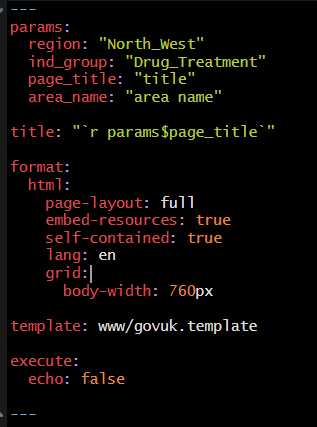 ---
params:
  region: "North_West"
  ind_group: "Drug_Treatment"
  page_title: "title"
  area_name: "area name"

title: "`r params$page_title`"

format:
  html:
    page-layout: full
    embed-resources: true
    self-contained: true
    lang: en
    grid:
      body-width: 760px

template: www/govuk.template

execute:
  echo: false

---